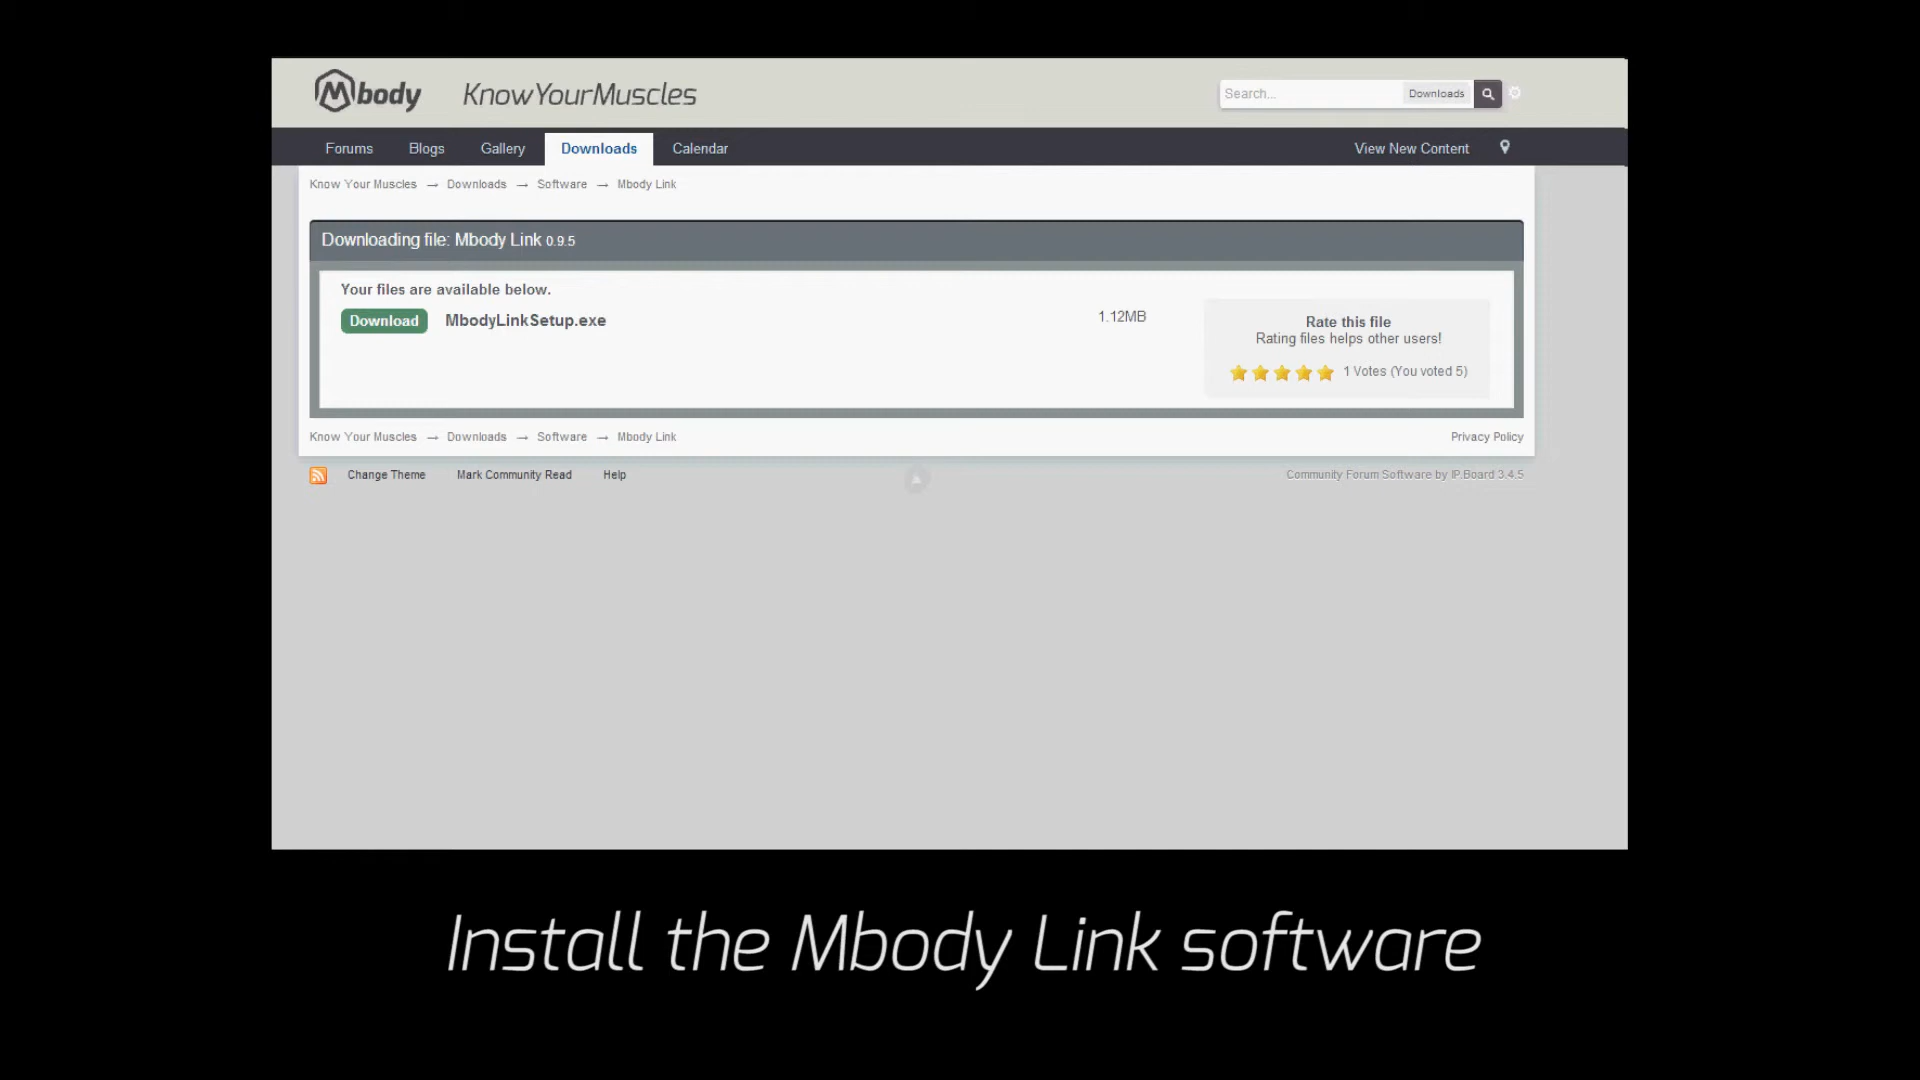 Mbody KnowYourMuscles Search... Downloads
Forums Blogs Gallery Downloads Calendar View New Content
Know Your Muscles → Downloads → Software → Mbody Link
Downloading file: Mbody Link 0.9.5
Your files are available below.
Download MbodyLinkSetup.exe 1.12MB
Rate this file
Rating files helps other users!
1 Votes (You voted 5)
Know Your Muscles → Downloads → Software → Mbody Link Privacy Policy
Change Theme Mark Community Read Help Community Forum Software by IP.Board 3.4.5
Install the Mbody Link software